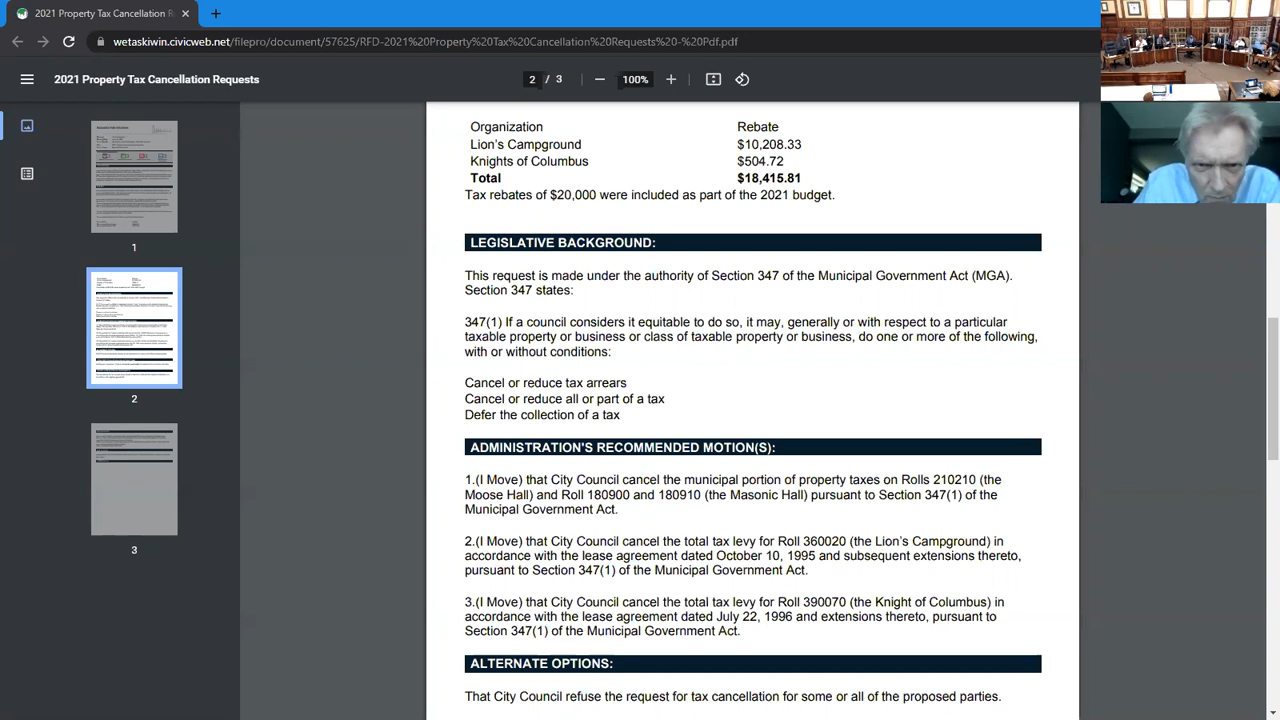 2021 Property Tax Cancellation R
wetaskiwin.civicweb.net/filepro/document/57625/RFD-2021%20Property%20Tax%20Cancellation%20Requests%20-%20Pdf.pdf
2021 Property Tax Cancellation Requests
2 / 3
100%
1
2
3
Organization Rebate
Lion's Campground $10,208.33
Knights of Columbus $504.72
Total $18,415.81
Tax rebates of $20,000 were included as part of the 2021 budget.
LEGISLATIVE BACKGROUND:
This request is made under the authority of Section 347 of the Municipal Government Act (MGA).
Section 347 states:
347(1) If a council considers it equitable to do so, it may, generally or with respect to a particular
taxable property or business or class of taxable property or business, do one or more of the following,
with or without conditions:
Cancel or reduce tax arrears
Cancel or reduce all or part of a tax
Defer the collection of a tax
ADMINISTRATION'S RECOMMENDED MOTION(S):
1.(I Move) that City Council cancel the municipal portion of property taxes on Rolls 210210 (the
Moose Hall) and Roll 180900 and 180910 (the Masonic Hall) pursuant to Section 347(1) of the
Municipal Government Act.
2.(I Move) that City Council cancel the total tax levy for Roll 360020 (the Lion's Campground) in
accordance with the lease agreement dated October 10, 1995 and subsequent extensions thereto,
pursuant to Section 347(1) of the Municipal Government Act.
3.(I Move) that City Council cancel the total tax levy for Roll 390070 (the Knight of Columbus) in
accordance with the lease agreement dated July 22, 1996 and extensions thereto, pursuant to
Section 347(1) of the Municipal Government Act.
ALTERNATE OPTIONS:
That City Council refuse the request for tax cancellation for some or all of the proposed parties.